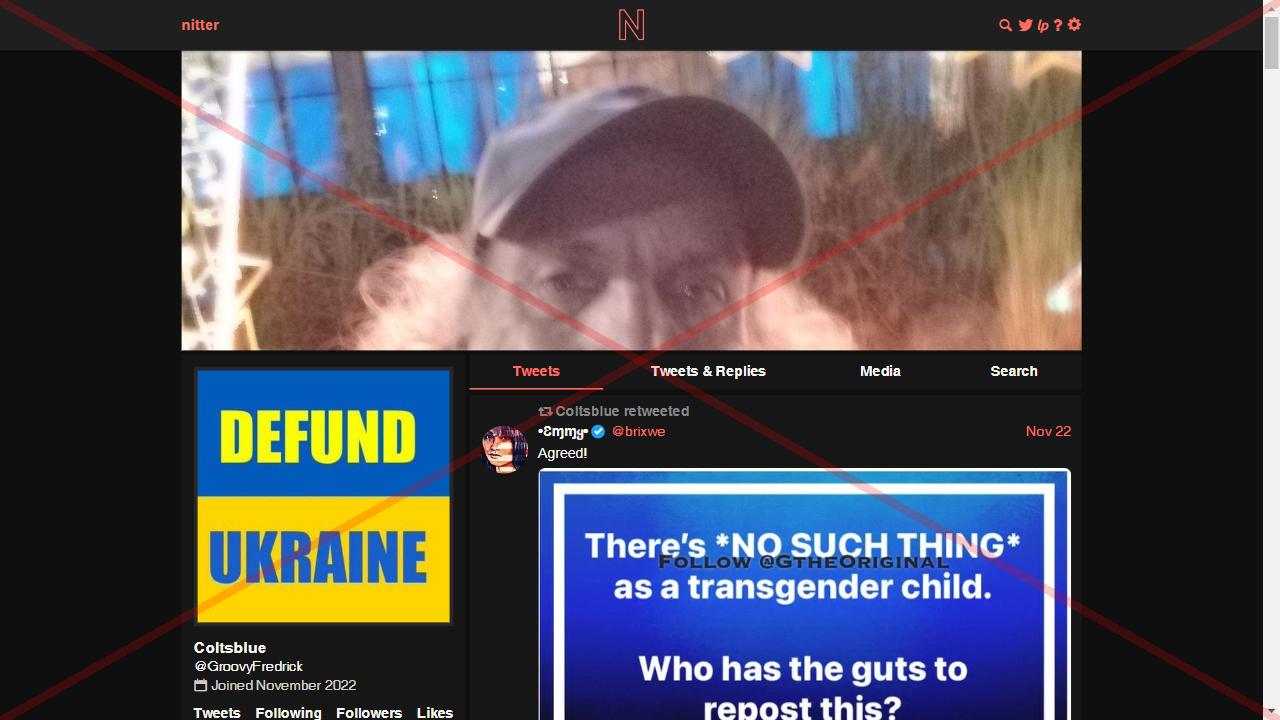 nitter
N
lp ?
Tweets
Tweets & Replies
Media
Search
Coltsblue retweeted
•Ɛɱɱყ• @brixwe
Nov 22
Agreed!
There's *NO SUCH THING*
FOLLOW @GTHEORIGINAL
as a transgender child.
Who has the guts to
repost this?
DEFUND
UKRAINE
Coltsblue
@GroovyFredrick
Joined November 2022
Tweets Following Followers Likes